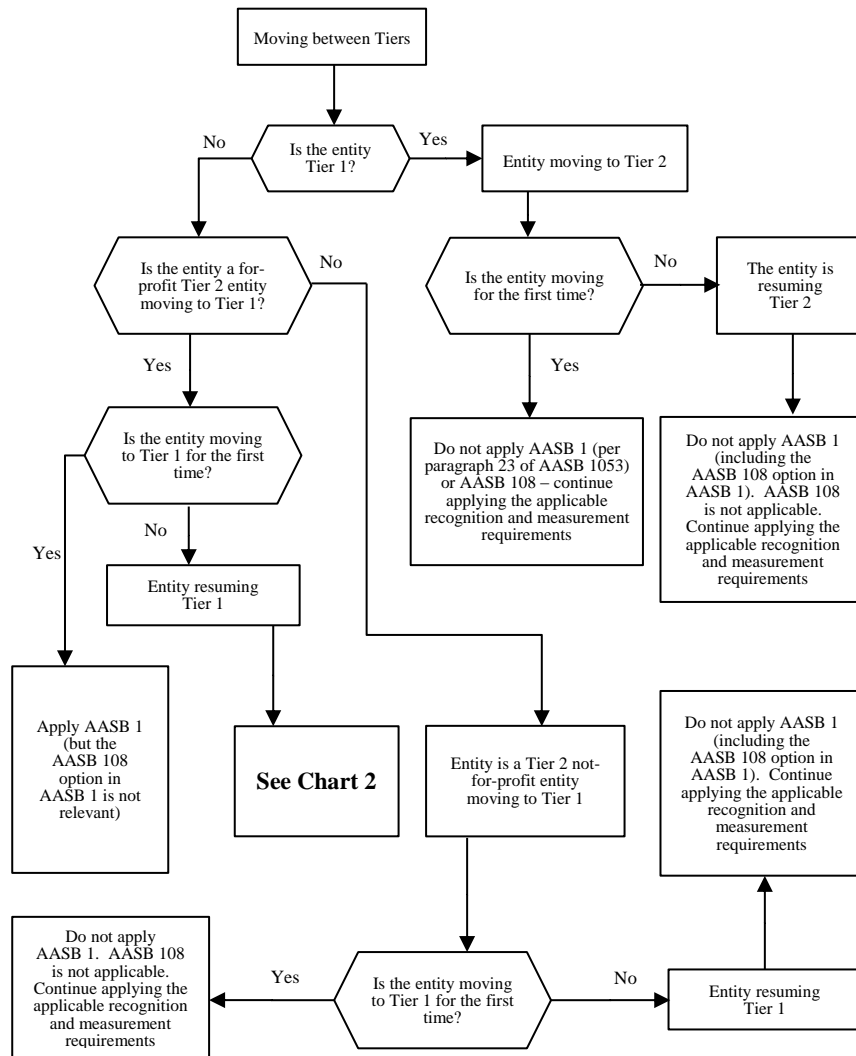 Moving between Tiers
No
Yes
Is the entity
Tier 1?
Entity moving to Tier 2
Is the entity a for-
profit Tier 2 entity
moving to Tier 1?
No
Is the entity moving
for the first time?
No
The entity is
resuming
Tier 2
Yes
Yes
Is the entity moving
to Tier 1 for the first
time?
Do not apply AASB 1 (per
paragraph 23 of AASB 1053)
or AASB 108 – continue
applying the applicable
recognition and measurement
requirements
Do not apply AASB 1
(including the
AASB 108 option in
AASB 1).  AASB 108
is not applicable.
Continue applying the
applicable recognition
and measurement
requirements
Yes
No
Entity resuming
Tier 1
Apply AASB 1
(but the
AASB 108
option in
AASB 1 is not
relevant)
See Chart 2
Entity is a Tier 2 not-
for-profit entity
moving to Tier 1
Do not apply AASB 1
(including the
AASB 108 option in
AASB 1).  Continue
applying the applicable
recognition and
measurement
requirements
Do not apply
AASB 1.  AASB 108
is not applicable.
Continue applying the
applicable recognition
and measurement
requirements
Yes
Is the entity moving
to Tier 1 for the first
time?
No
Entity resuming
Tier 1